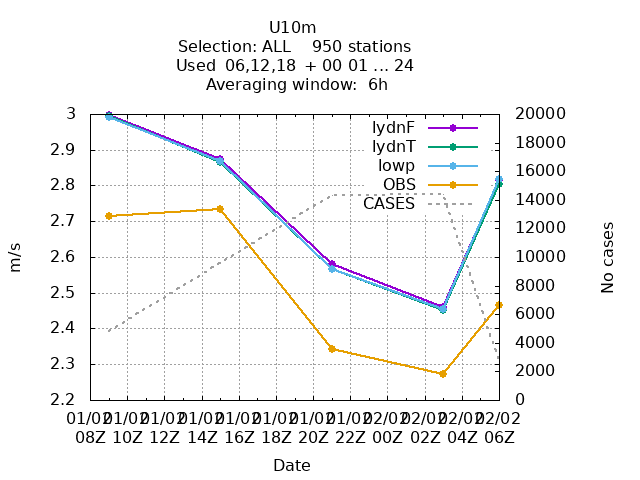 U10m
Selection: ALL    950 stations
Used  06,12,18  + 00 01 ... 24
Averaging window:  6h
3
2.9
2.8
2.7
2.6
2.5
2.4
2.3
2.2
m/s
lydnF
lydnT
lowp
OBS
CASES
20000
18000
16000
14000
12000
10000
8000
6000
4000
2000
0
No cases
01/02 01/02 01/02 01/02 01/02 01/02 01/02 01/02 02/02 02/02 02/02 02/02
08Z 10Z 12Z 14Z 16Z 18Z 20Z 22Z 00Z 02Z 04Z 06Z
Date